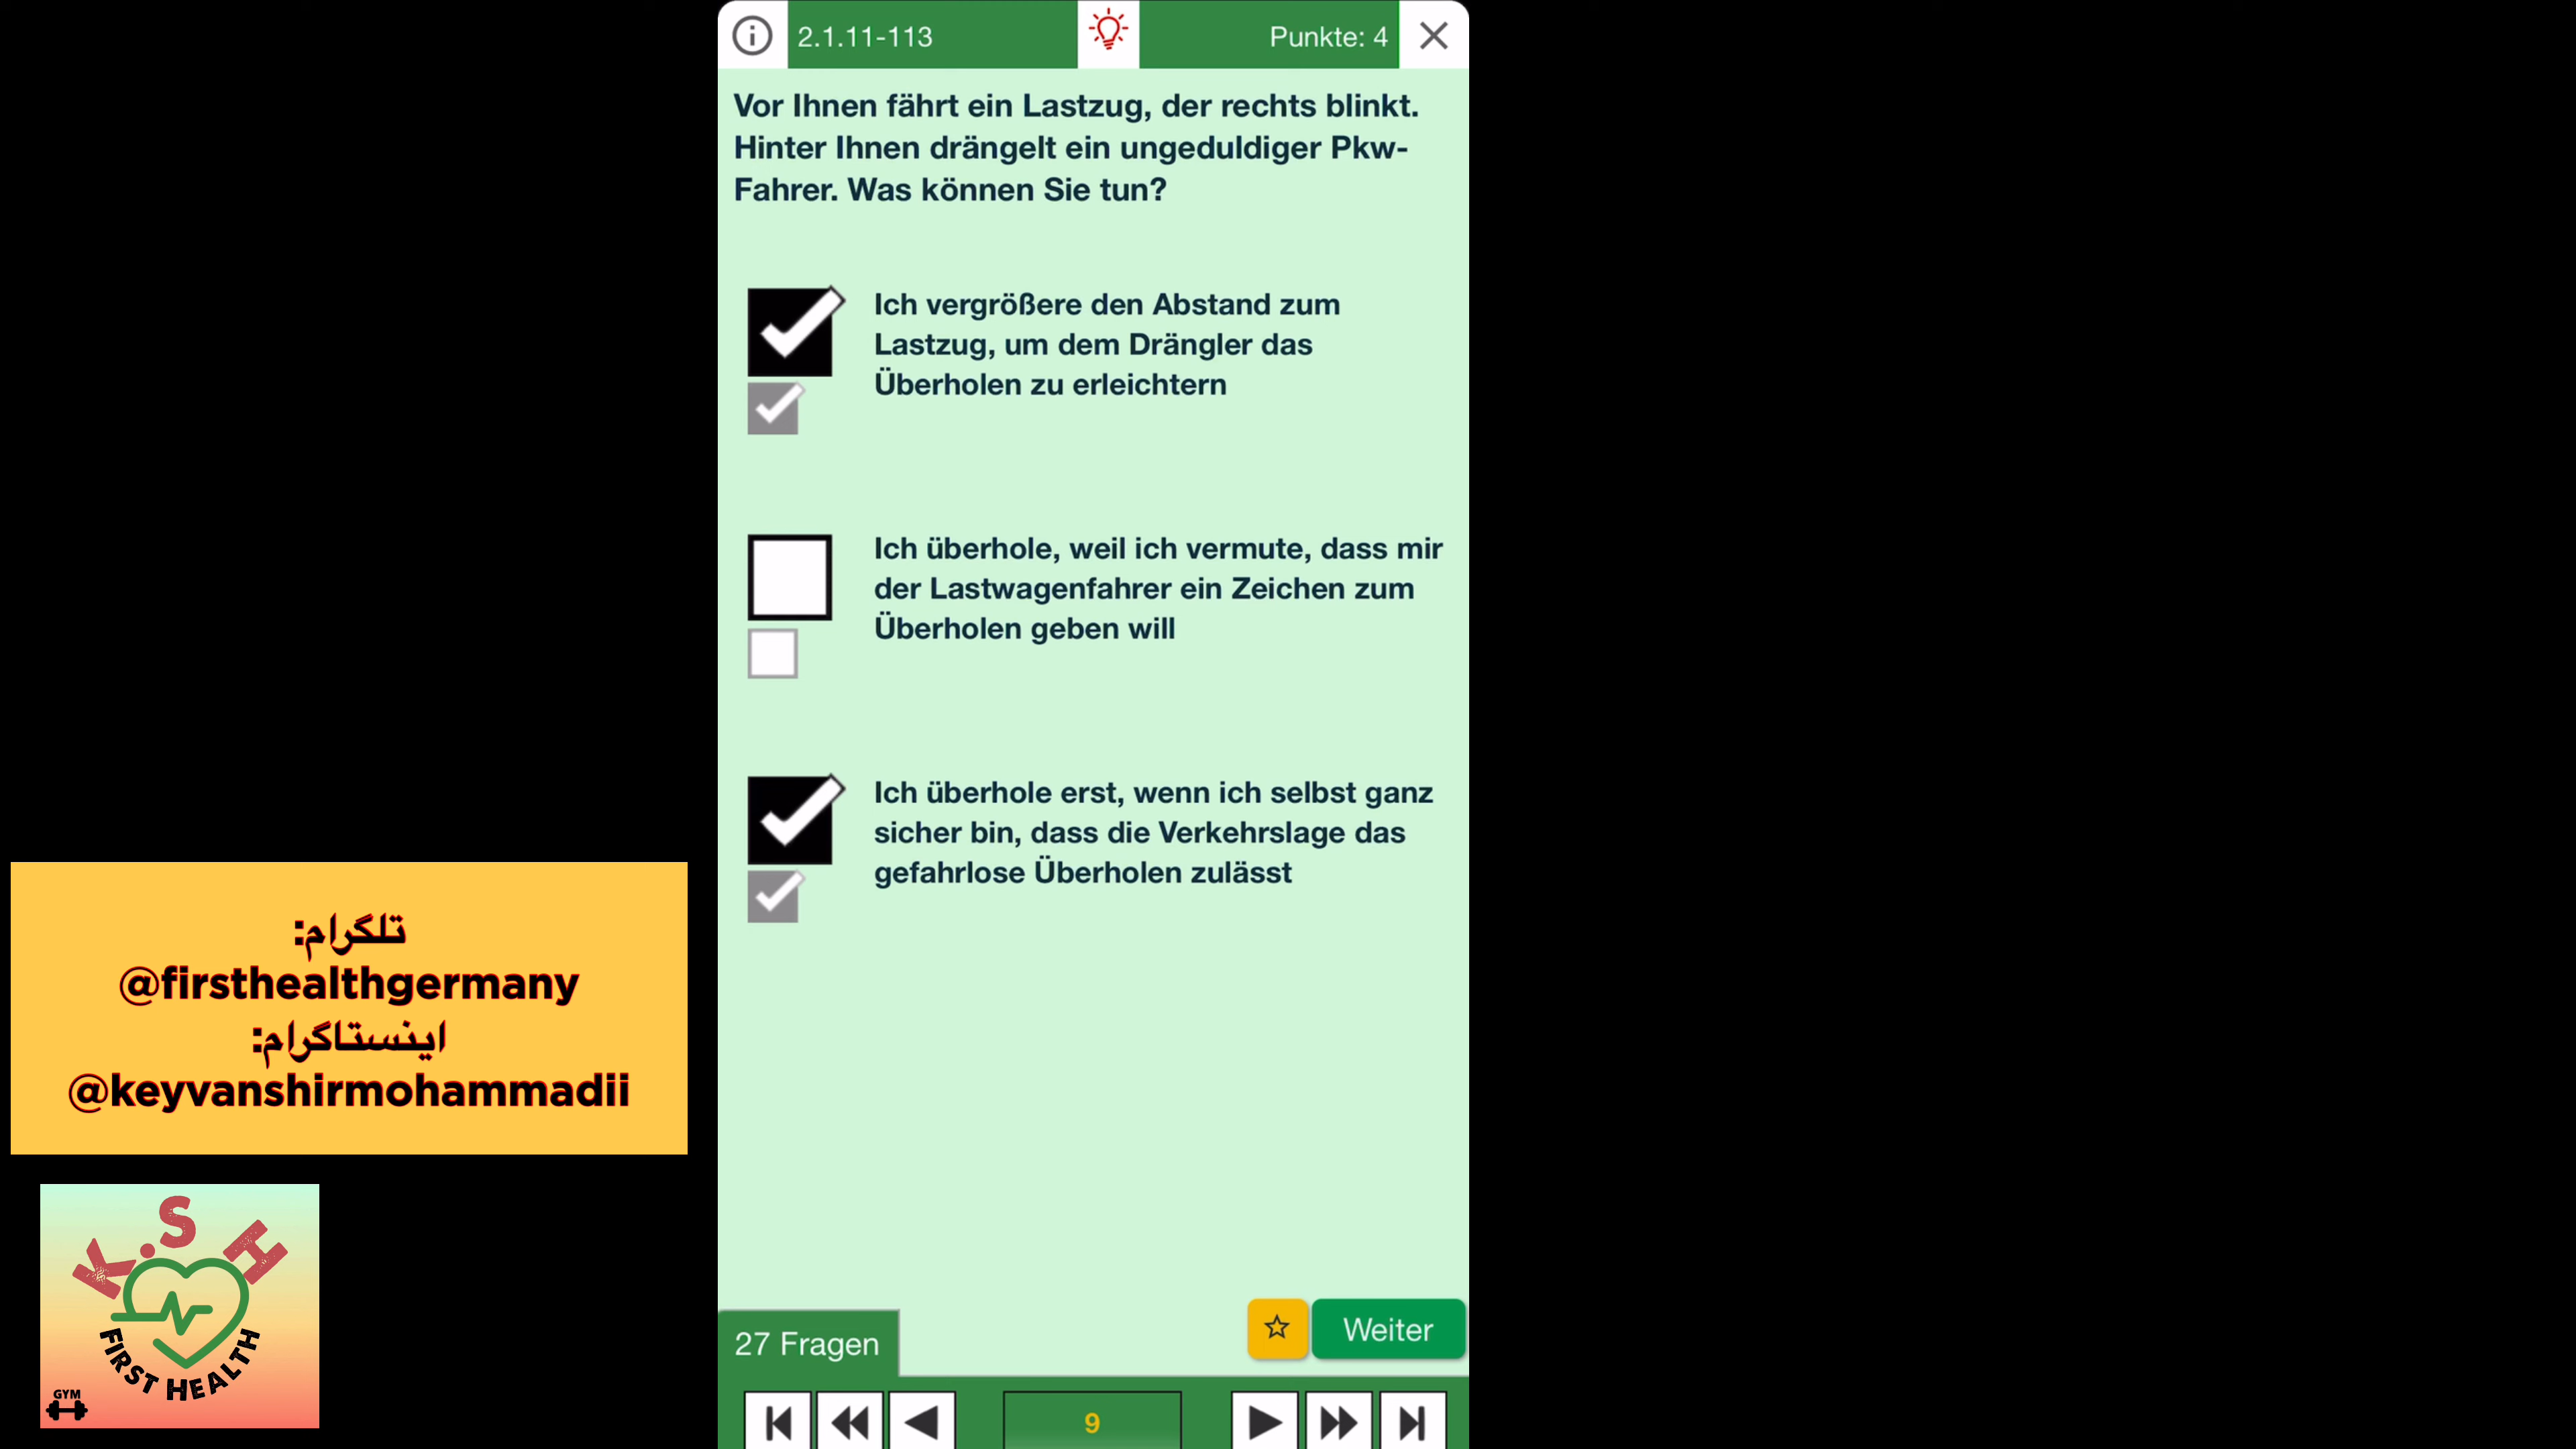 2.1.11-113
Punkte: 4
Vor Ihnen fährt ein Lastzug, der rechts blinkt.
Hinter Ihnen drängelt ein ungeduldiger Pkw-
Fahrer. Was können Sie tun?
Ich vergrößere den Abstand zum
Lastzug, um dem Drängler das
Überholen zu erleichtern
Ich überhole, weil ich vermute, dass mir
der Lastwagenfahrer ein Zeichen zum
Überholen geben will
Ich überhole erst, wenn ich selbst ganz
sicher bin, dass die Verkehrslage das
gefahrlose Überholen zulässt
Weiter
27 Fragen
9
تلگرام:
@firsthealthgermany
اینستاگرام:
@keyvanshirmohammadii
K.SH
FIRST HEALTH
GYM